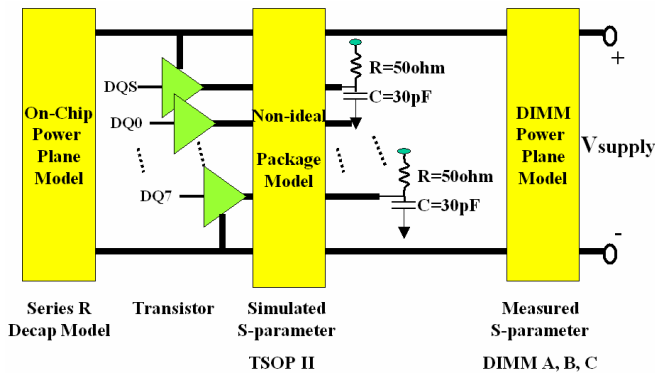 On-Chip
Power
Plane
Model
DQS
DQ0
DQ7
Non-ideal
Package
Model
R=50ohm
C=30pF
R=50ohm
C=30pF
DIMM
Power
Plane
Model
+
Vsupply
-
Series R
Decap Model
Transistor
Simulated
S-parameter
TSOP II
Measured
S-parameter
DIMM A, B, C